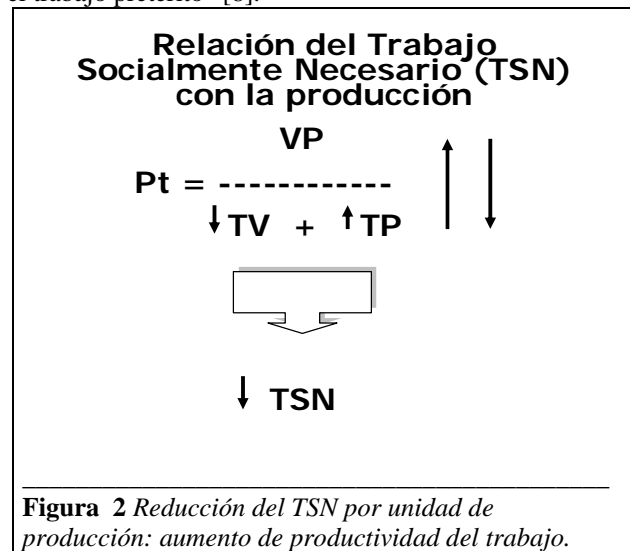 el trabajo pretérito" [6].
Relación del Trabajo
Socialmente Necesario (TSN)
con la producción
VP
Pt = ------------
TV + TP
TSN
Figura 2 Reducción del TSN por unidad de
producción: aumento de productividad del trabajo.